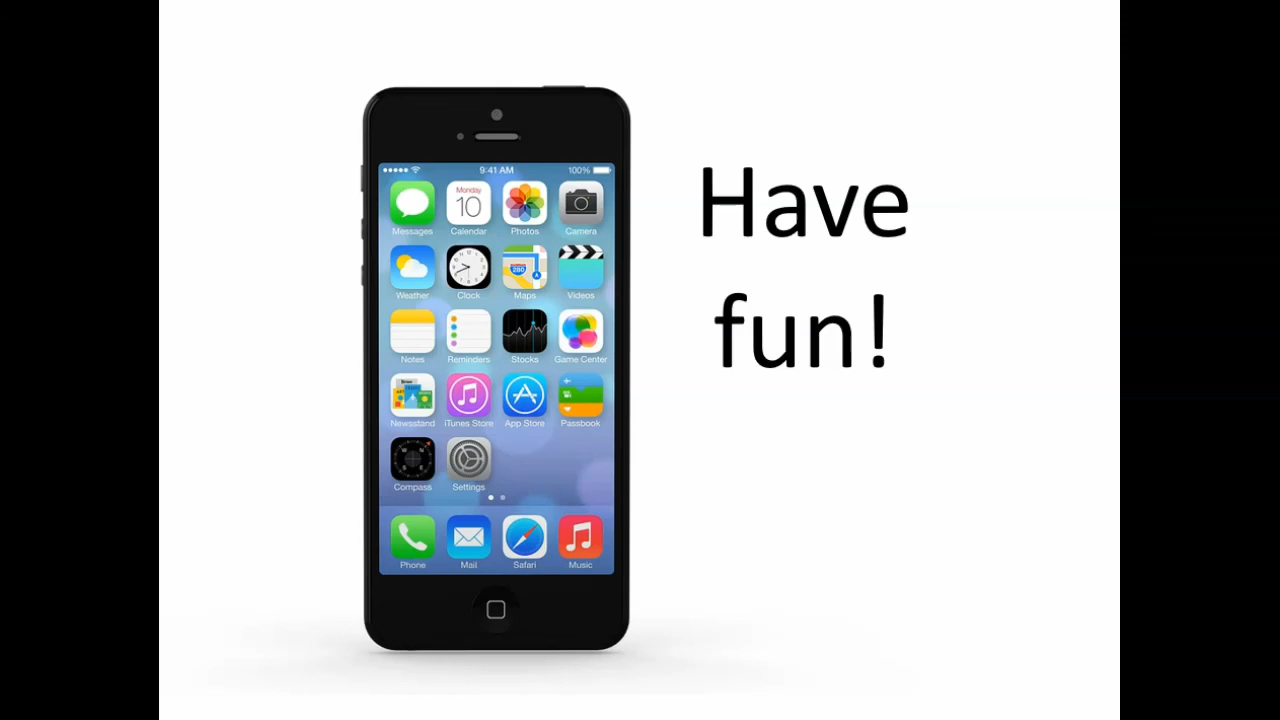 9:41 AM 100%
Monday
10
Messages Calendar Photos Camera
280
Weather Clock Maps Videos
Notes Reminders Stocks Game Center
Newsstand iTunes Store App Store Passbook
Compass Settings
Phone Mail Safari Music
Have
fun!